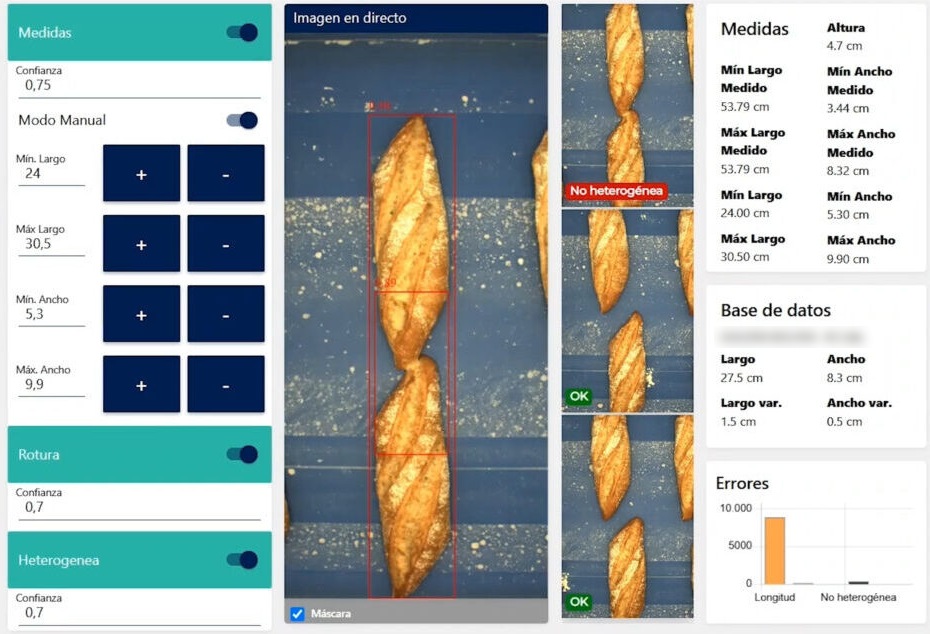 Medidas
Confianza
0,75
Modo Manual
Mín. Largo
24
+
-
Máx Largo
30,5
+
-
Mín. Ancho
5,3
+
-
Máx. Ancho
9,9
+
-
Rotura
Confianza
0,7
Heterogenea
Confianza
0,7
Imagen en directo
Máscara
No heterogénea
OK
OK
Medidas
Altura
4.7 cm
Mín Largo
Medido
53.79 cm
Mín Ancho
Medido
3.44 cm
Máx Largo
Medido
53.79 cm
Máx Ancho
Medido
8.32 cm
Mín Largo
24.00 cm
Mín Ancho
5.30 cm
Máx Largo
30.50 cm
Máx Ancho
9.90 cm
Base de datos
Largo
27.5 cm
Ancho
8.3 cm
Largo var.
1.5 cm
Ancho var.
0.5 cm
Errores
10.000
5000
0
Longitud
No heterogénea